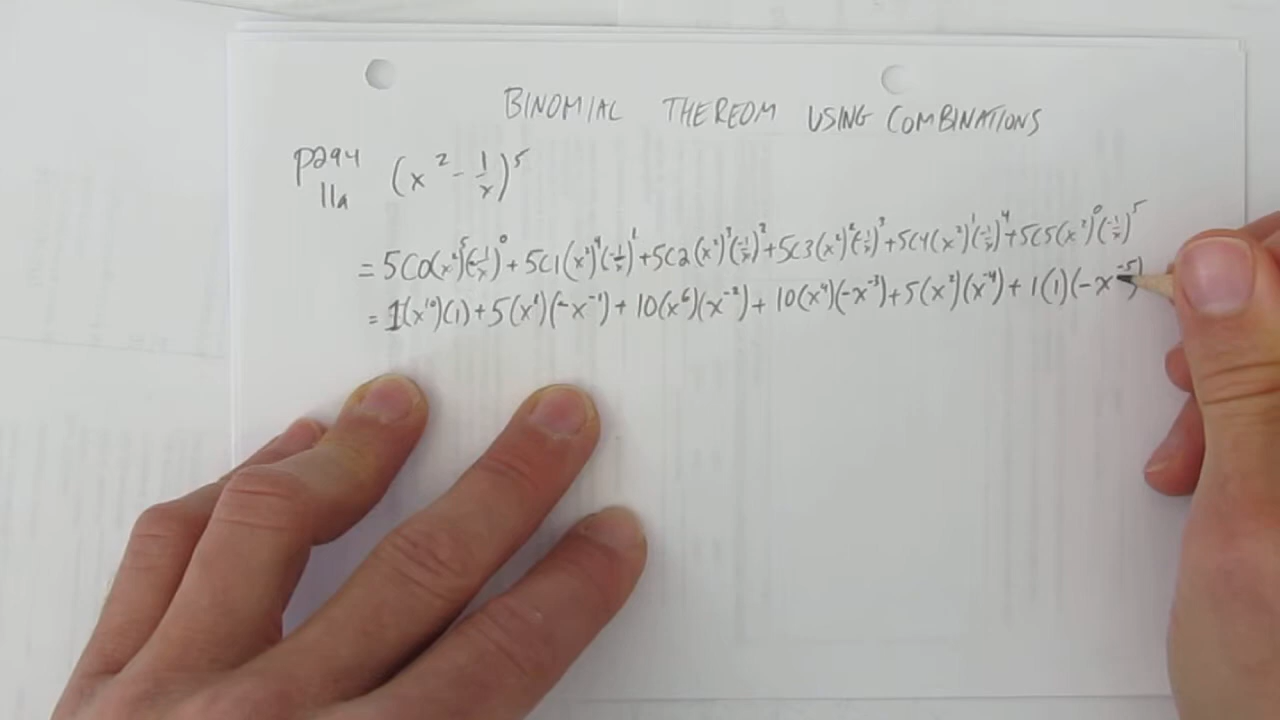 BINOMIAL THEREOM USING COMBINATIONS
p294 (x² - 1/x)⁵
11a
= 5C0(x²)⁵(-1/x)⁰ + 5C1(x²)⁴(-1/x)¹ + 5C2(x²)³(-1/x)² + 5C3(x²)²(-1/x)³ + 5C4(x²)¹(-1/x)⁴ + 5C5(x²)⁰(-1/x)⁵
= 1(x¹⁰)(1) + 5(x⁸)(-x⁻¹) + 10(x⁶)(x⁻²) + 10(x⁴)(-x⁻³) + 5(x²)(x⁻⁴) + 1(1)(-x⁻⁵)